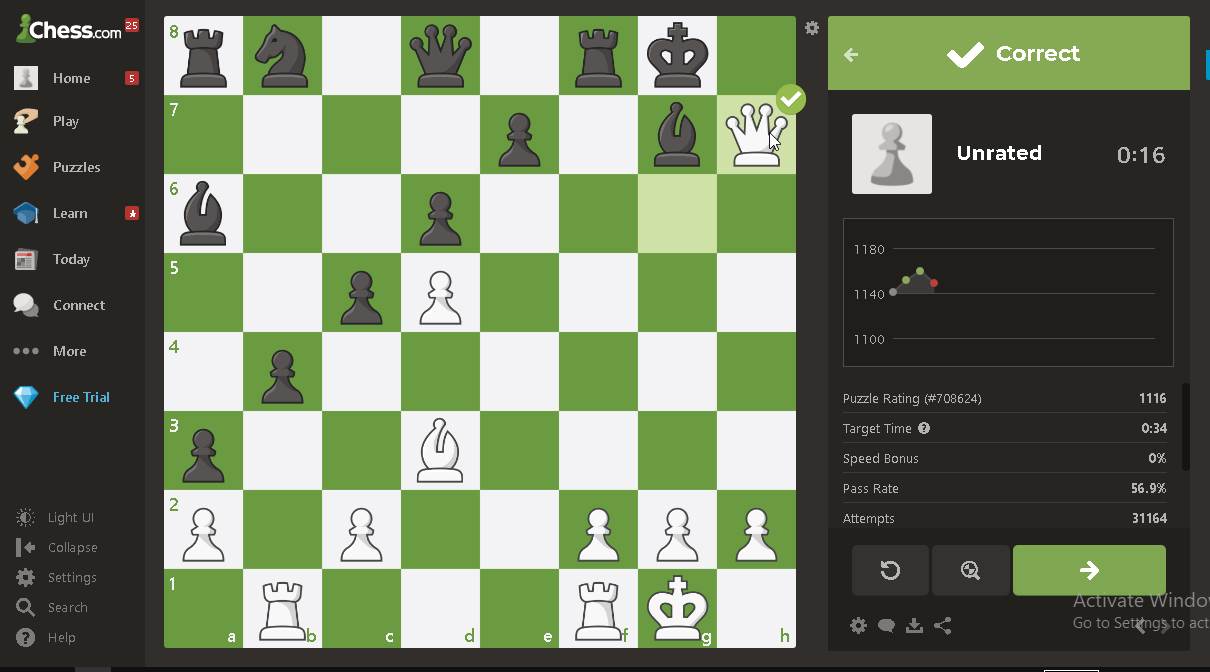 Chess.com 25
Home 5
Play
Puzzles
Learn
Today
Connect
More
Free Trial
Light UI
Collapse
Settings
Search
Help
8
7
6
5
4
3
2
1
a b c d e f g h
Correct
Unrated 0:16
1180
1140
1100
Puzzle Rating (#708624) 1116
Target Time ? 0:34
Speed Bonus 0%
Pass Rate 56.9%
Attempts 31164
Activate Windo
Go to Settings to act